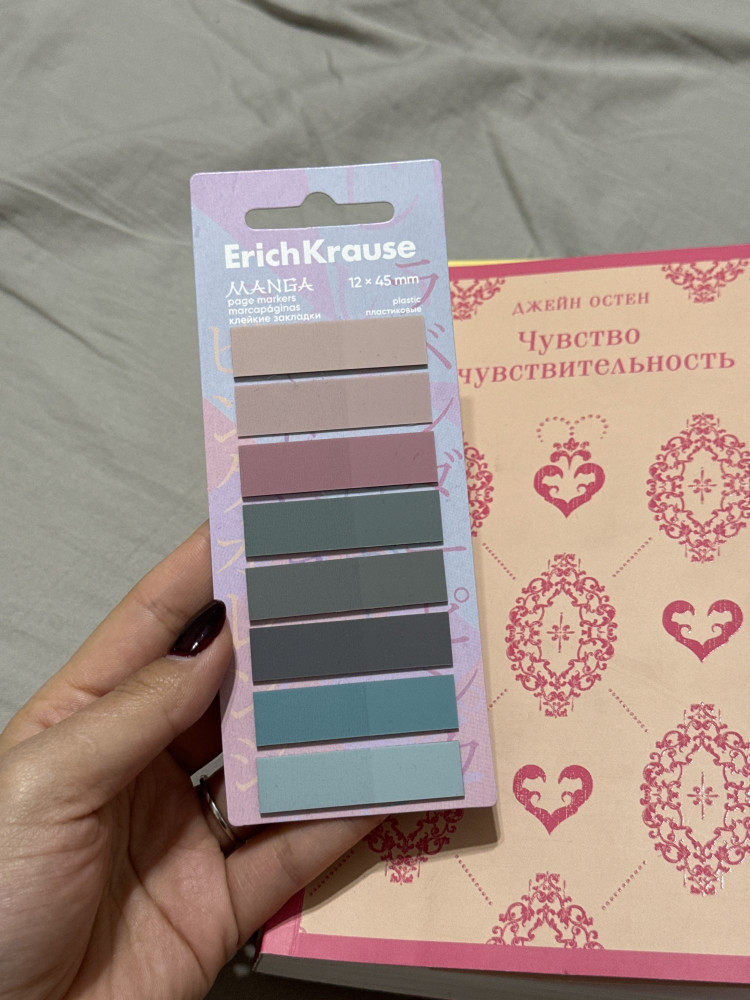 ErichKrause
MANGA
12 × 45 mm
page markers
marcapáginas
клейкие закладки
plastic
пластиковые
ДЖЕЙН ОСТЕН
Чувство
чувствительность